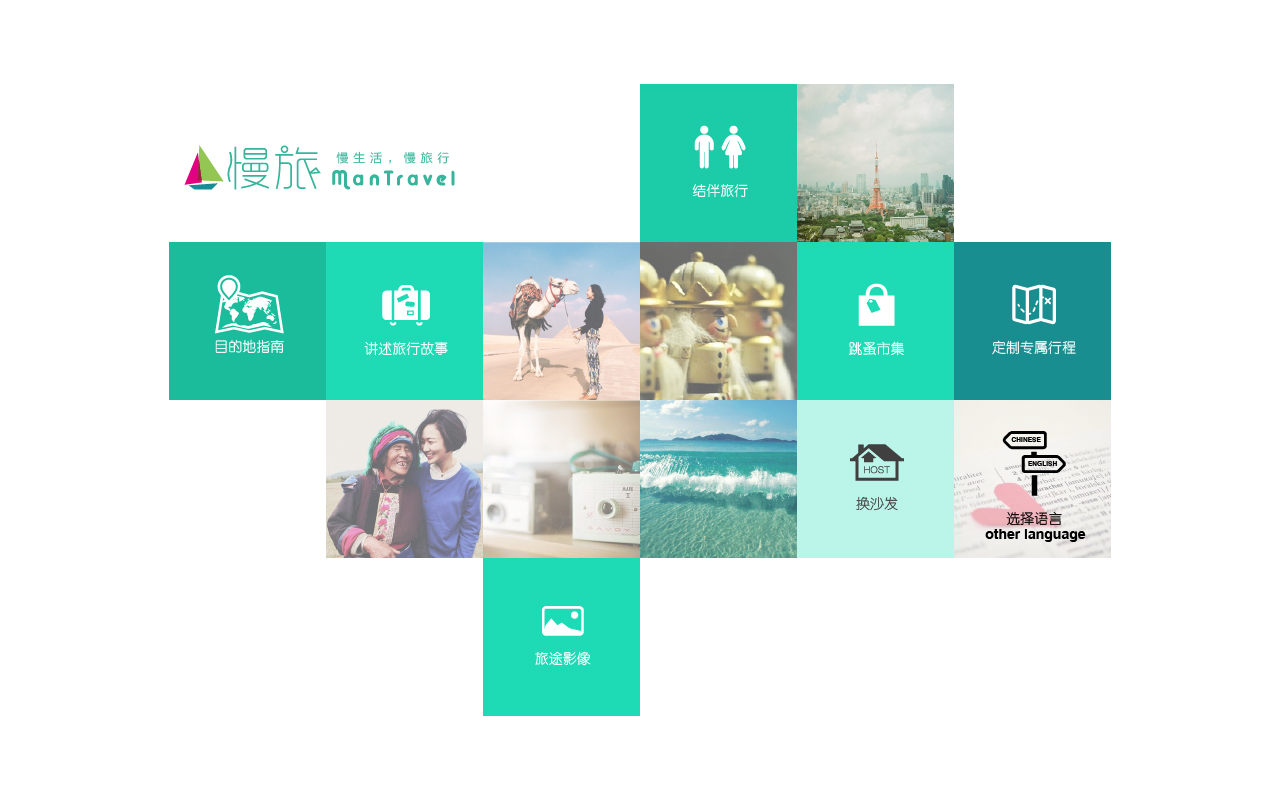 慢旅
慢生活，慢旅行
ManTravel
结伴旅行
目的地指南
讲述旅行故事
跳蚤市集
定制专属行程
HOST
换沙发
CHINESE
ENGLISH
选择语言
other language
旅途影像